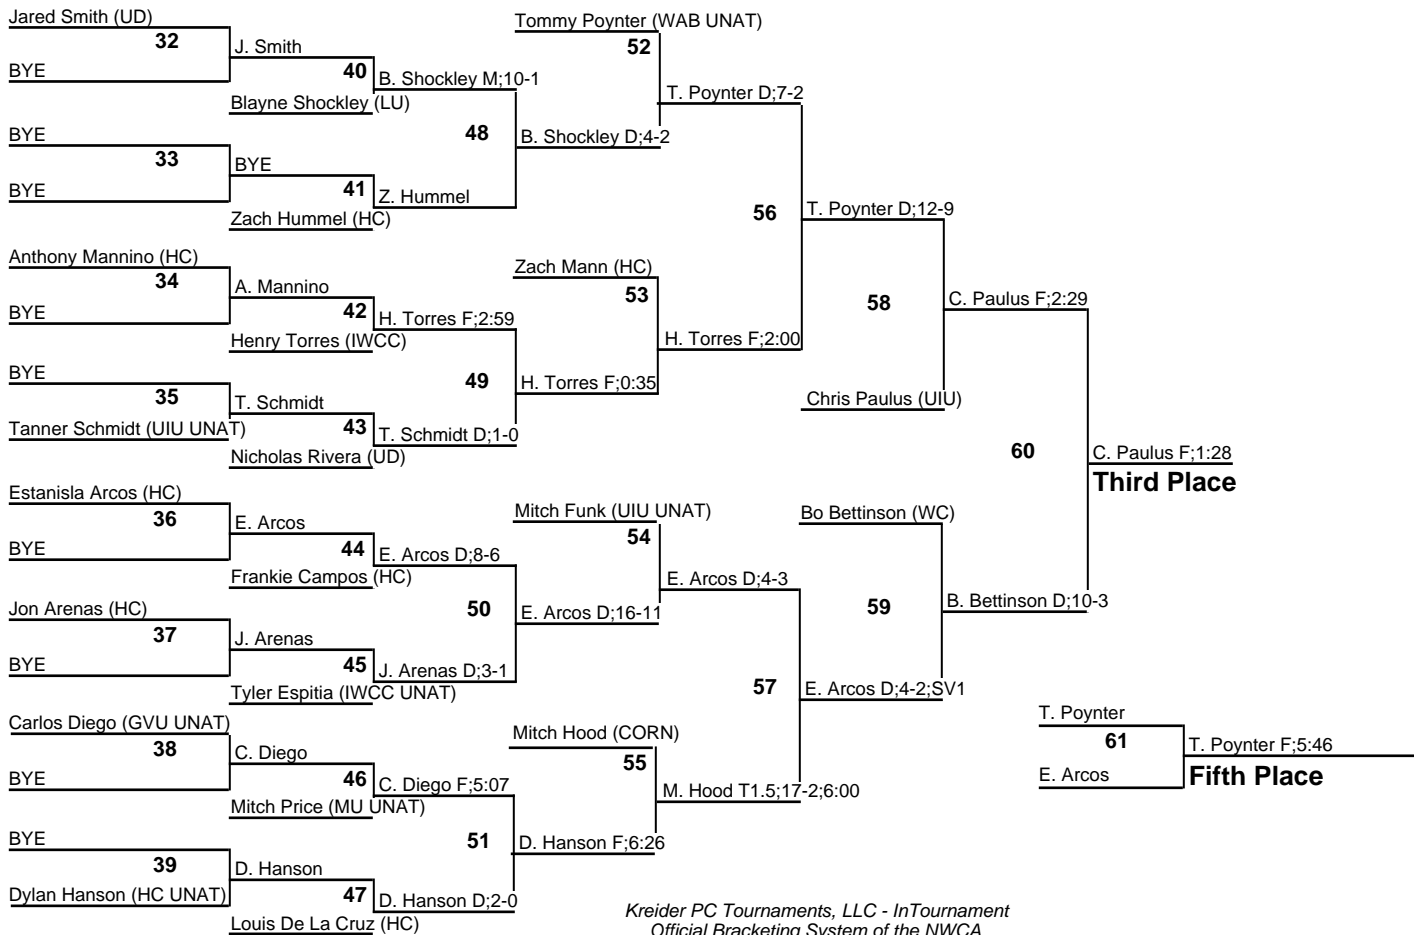 Jared Smith (UD)
32
BYE
J. Smith
40
Blayne Shockley (LU)
B. Shockley M;10-1
BYE
33
BYE
BYE
41
Zach Hummel (HC)
Z. Hummel
48
B. Shockley D;4-2
Tommy Poynter (WAB UNAT)
52
T. Poynter D;7-2
Anthony Mannino (HC)
34
BYE
A. Mannino
42
Henry Torres (IWCC)
H. Torres F;2:59
BYE
35
Tanner Schmidt (UIU UNAT)
T. Schmidt
43
Nicholas Rivera (UD)
T. Schmidt D;1-0
49
H. Torres F;0:35
Zach Mann (HC)
53
H. Torres F;2:00
56
T. Poynter D;12-9
58
Chris Paulus (UIU)
C. Paulus F;2:29
Estanisla Arcos (HC)
36
BYE
E. Arcos
44
Frankie Campos (HC)
E. Arcos D;8-6
Jon Arenas (HC)
37
BYE
J. Arenas
45
Tyler Espitia (IWCC UNAT)
J. Arenas D;3-1
50
E. Arcos D;16-11
Mitch Funk (UIU UNAT)
54
E. Arcos D;4-3
Carlos Diego (GVU UNAT)
38
BYE
C. Diego
46
Mitch Price (MU UNAT)
C. Diego F;5:07
BYE
39
Dylan Hanson (HC UNAT)
D. Hanson
47
Louis De La Cruz (HC)
D. Hanson D;2-0
51
D. Hanson F;6:26
Mitch Hood (CORN)
55
M. Hood T1.5;17-2;6:00
57
E. Arcos D;4-2;SV1
Bo Bettinson (WC)
59
B. Bettinson D;10-3
60
C. Paulus F;1:28
Third Place
T. Poynter
61
E. Arcos
T. Poynter F;5:46
Fifth Place
Kreider PC Tournaments, LLC - InTournament
Official Bracketing System of the NWCA